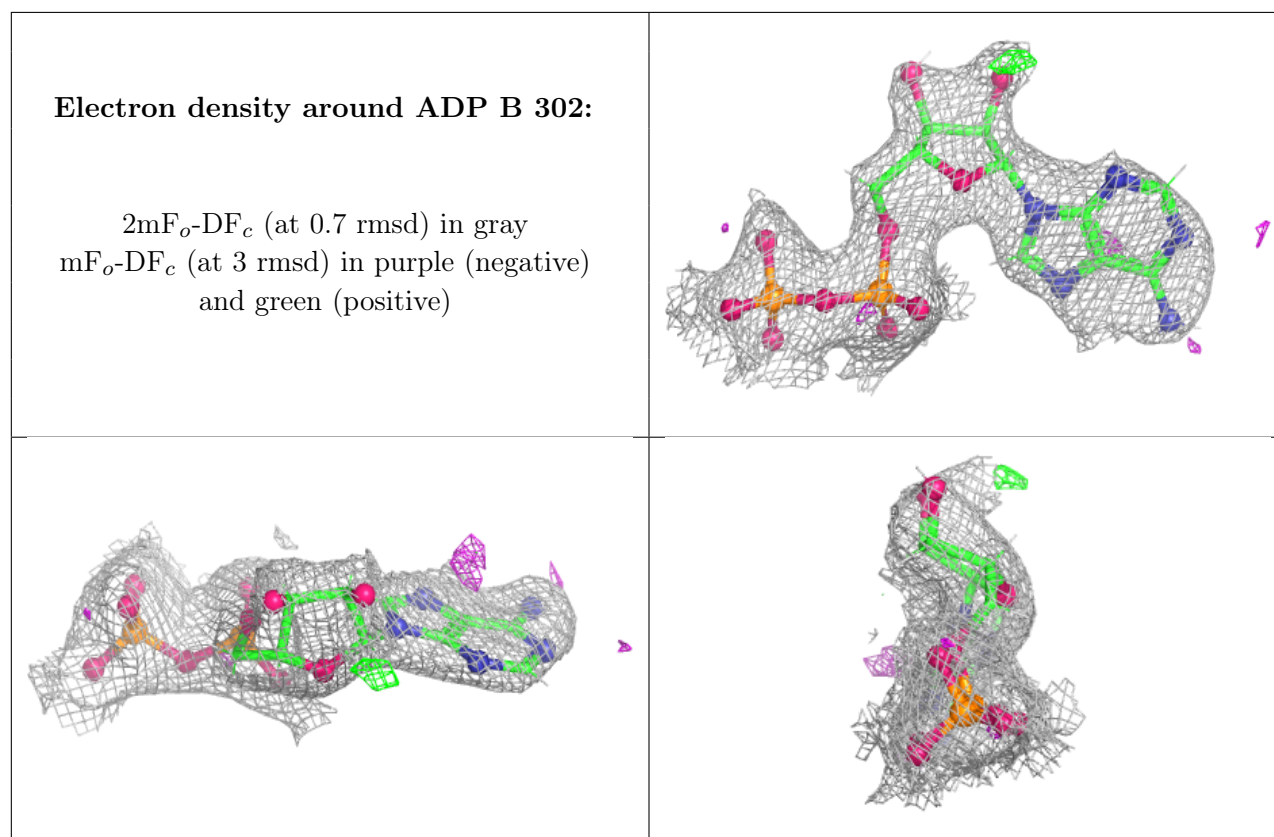 Electron density around ADP B 302:
2mFo-DFc (at 0.7 rmsd) in gray
mFo-DFc (at 3 rmsd) in purple (negative)
and green (positive)